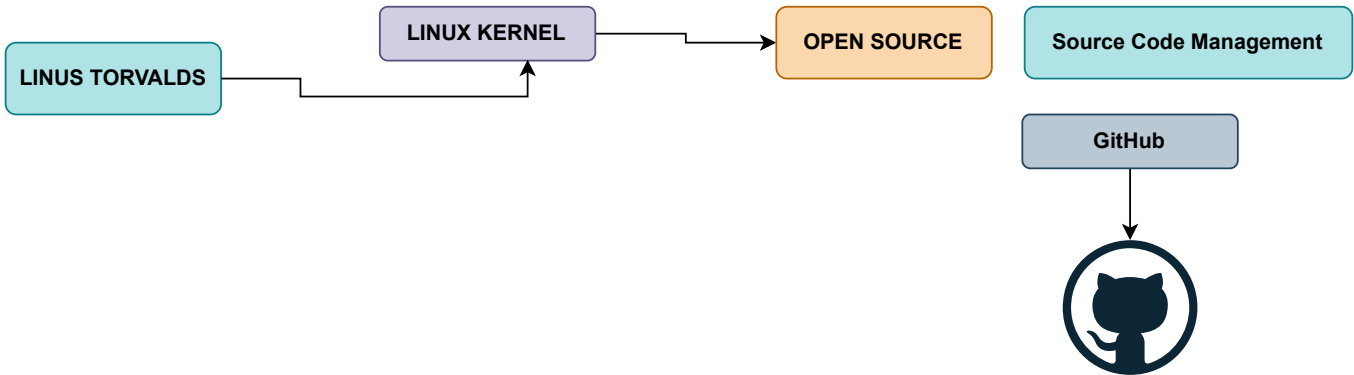 LINUX KERNEL
OPEN SOURCE
Source Code Management
LINUS TORVALDS
GitHub